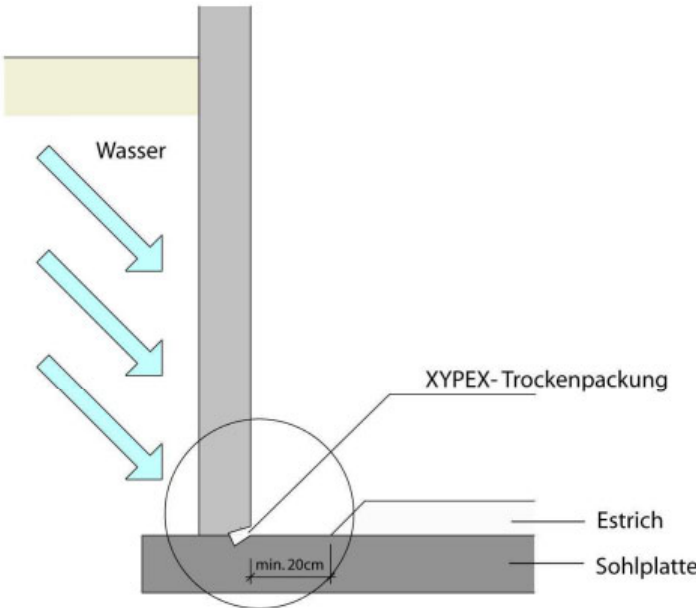 Wasser
XYPEX- Trockenpackung
Estrich
min. 20cm
Sohlplatte